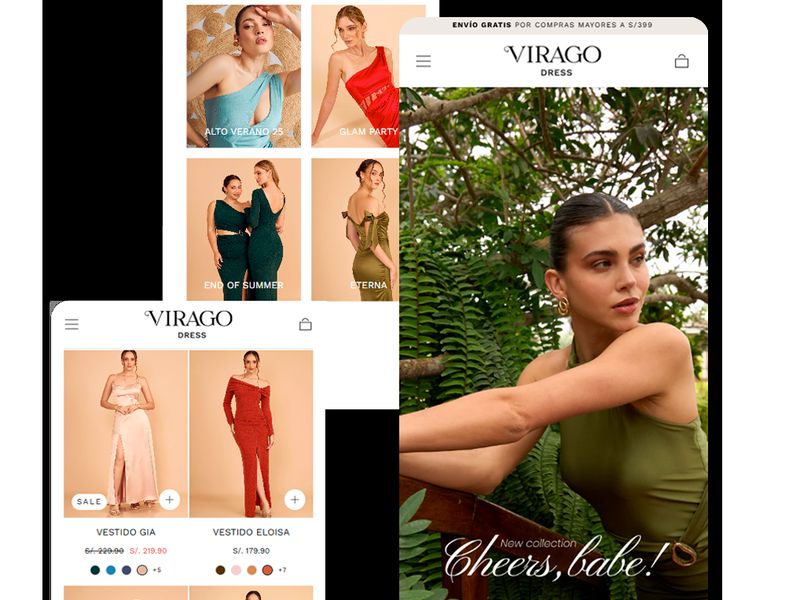 ALTO VERANO 25
GLAM PARTY
END OF SUMMER
ETERNA
VIRAGO
DRESS
SALE
VESTIDO GIA
S/. 229.90 S/. 219.90
+5
VESTIDO ELOISA
S/. 179.90
+7
ENVÍO GRATIS POR COMPRAS MAYORES A S/399
VIRAGO
DRESS
New collection
Cheers, babe!